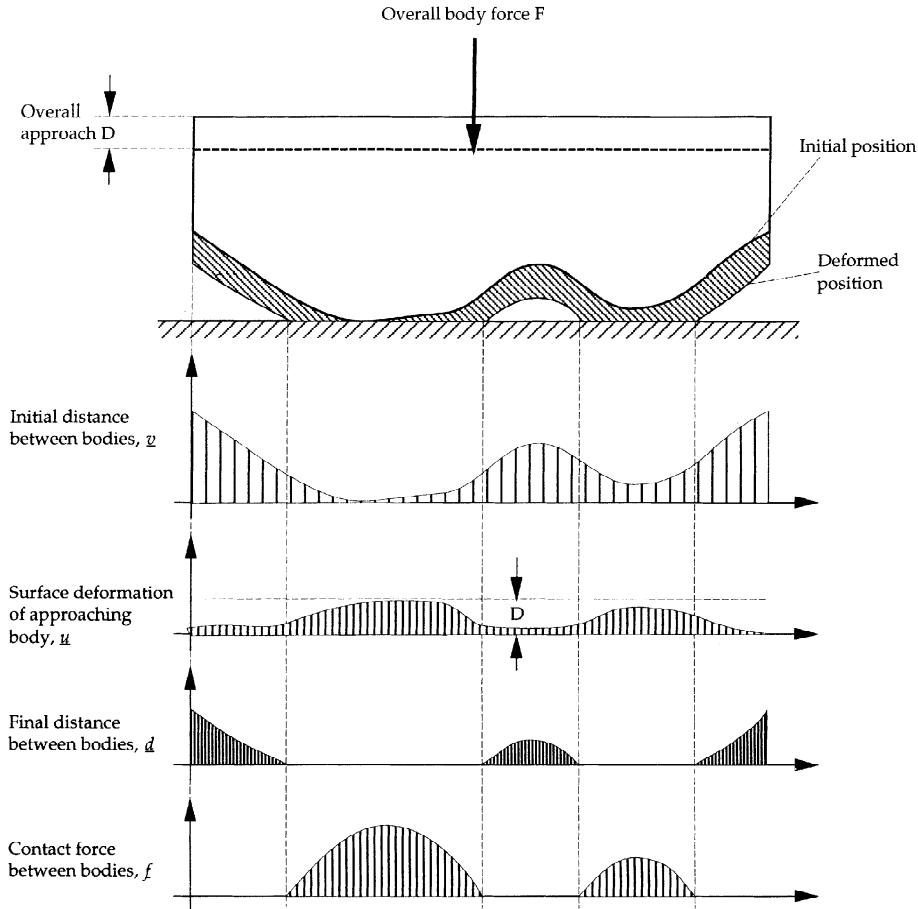 Overall body force F
Overall
approach D
Initial position
Deformed
position
Initial distance
between bodies, v
Surface deformation
of approaching
body, u
D
Final distance
between bodies, d
Contact force
between bodies, f